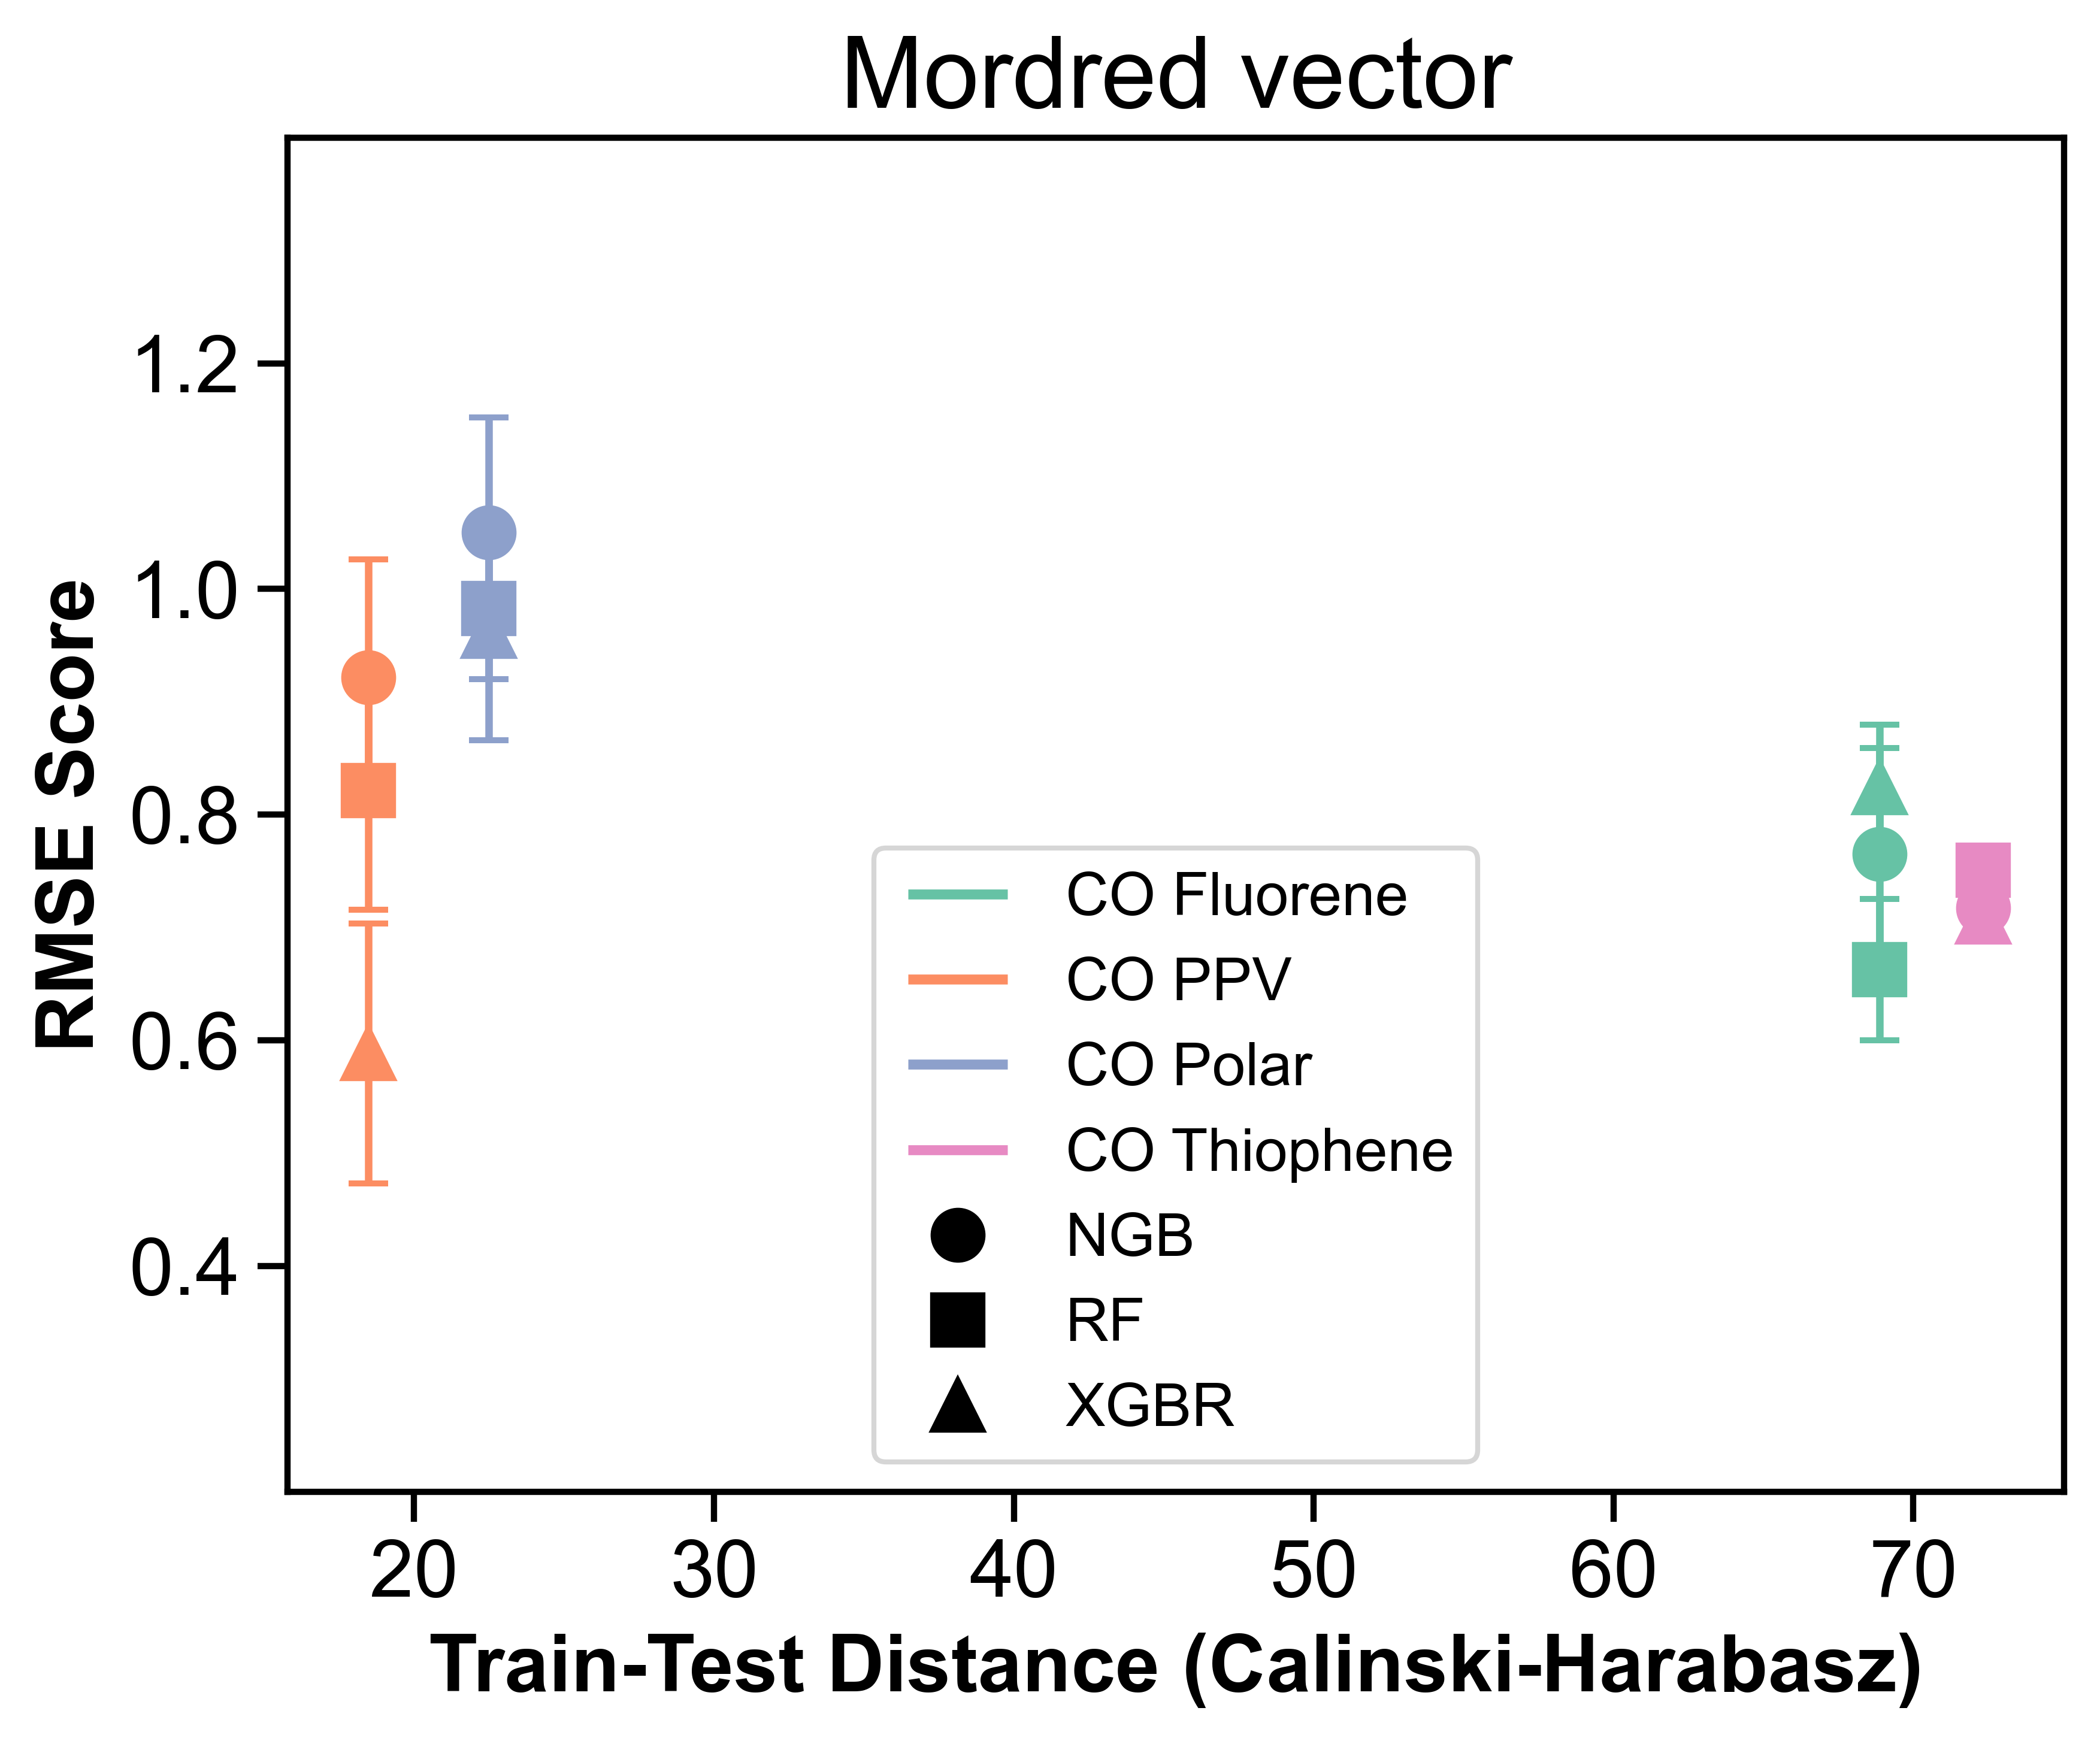 Mordred vector
RMSE Score
1.2
1.0
0.8
0.6
0.4
CO Fluorene
CO PPV
CO Polar
CO Thiophene
NGB
RF
XGBR
20 30 40 50 60 70
Train-Test Distance (Calinski-Harabasz)